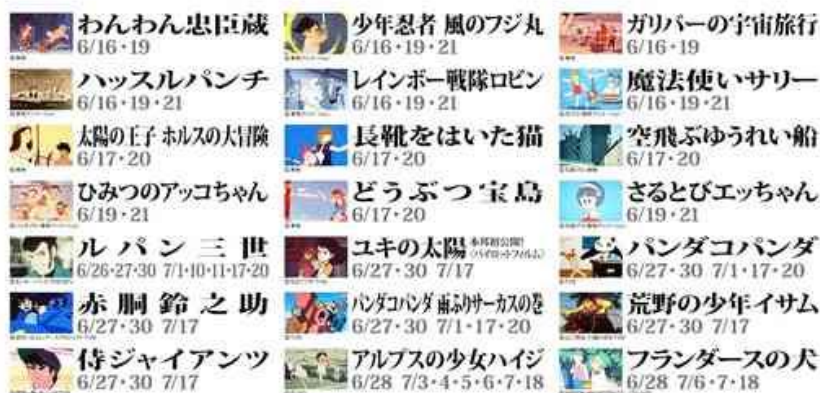 わんわん忠臣蔵
6/16・19
少年忍者 風のフジ丸
6/16・19・21
ガリバーの宇宙旅行
6/16・19
ハッスルパンチ
6/16・19・21
レインボー戦隊ロビン
6/16・19・21
魔法使いサリー
6/16・19・21
太陽の王子 ホルスの大冒険
6/17・20
長靴をはいた猫
6/17・20
空飛ぶゆうれい船
6/17・20
ひみつのアッコちゃん
6/19・21
どうぶつ宝島
6/17・20
さるとびエッちゃん
6/19・21
ルパン三世
6/26・27・30 7/1・10・11・17・20
ユキの太陽 本邦初公開!(パイロットフィルム)
6/27・30 7/17
パンダコパンダ
6/27・30 7/1・17・20
赤胴鈴之助
6/27・30 7/17
パンダコパンダ 雨ふりサーカスの巻
6/27・30 7/1・17・20
荒野の少年イサム
6/27・30 7/17
侍ジャイアンツ
6/27・30 7/17
アルプスの少女ハイジ
6/28 7/3・4・5・6・7・18
フランダースの犬
6/28 7/6・7・18